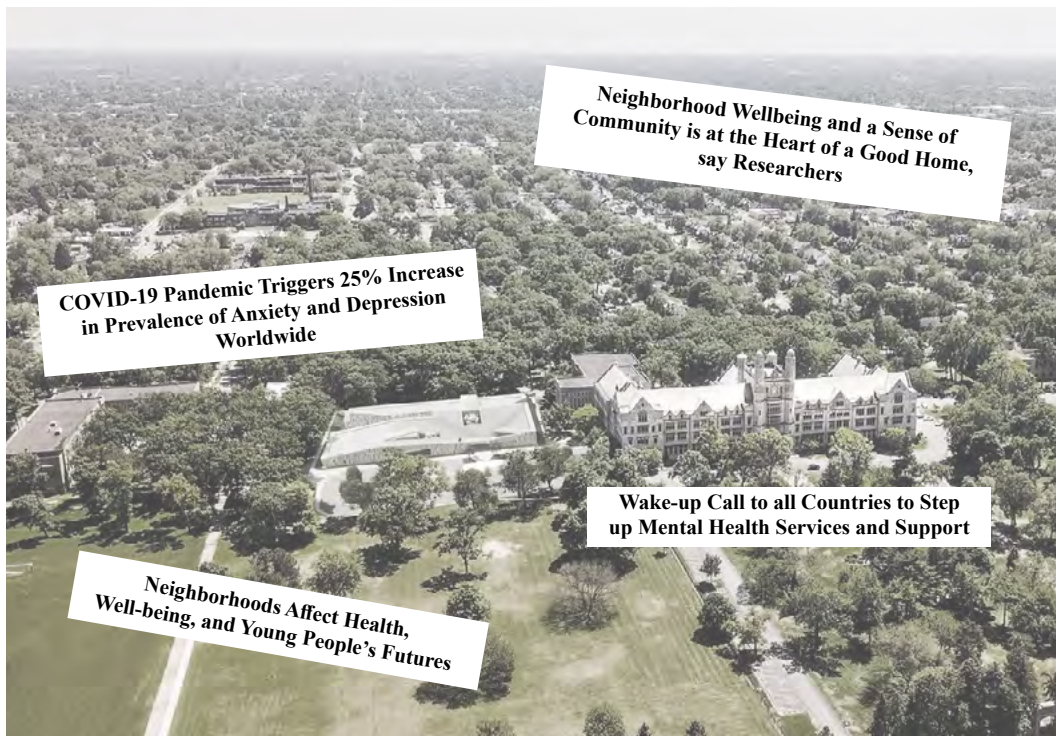 Neighborhood Wellbeing and a Sense of
Community is at the Heart of a Good Home,
say Researchers
COVID-19 Pandemic Triggers 25% Increase
in Prevalence of Anxiety and Depression
Worldwide
Wake-up Call to all Countries to Step
up Mental Health Services and Support
Neighborhoods Affect Health,
Well-being, and Young People's Futures